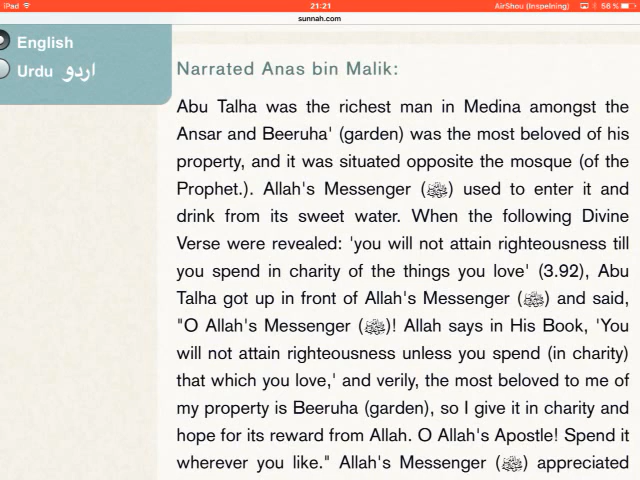 iPad 21:21 AirShou (Inspelning) 56 %
sunnah.com
English
Urdu اردو
Narrated Anas bin Malik:
Abu Talha was the richest man in Medina amongst the
Ansar and Beeruha' (garden) was the most beloved of his
property, and it was situated opposite the mosque (of the
Prophet.). Allah's Messenger (ﷺ) used to enter it and
drink from its sweet water. When the following Divine
Verse were revealed: 'you will not attain righteousness till
you spend in charity of the things you love' (3.92), Abu
Talha got up in front of Allah's Messenger (ﷺ) and said,
"O Allah's Messenger (ﷺ)! Allah says in His Book, 'You
will not attain righteousness unless you spend (in charity)
that which you love,' and verily, the most beloved to me of
my property is Beeruha (garden), so I give it in charity and
hope for its reward from Allah. O Allah's Apostle! Spend it
wherever you like." Allah's Messenger (ﷺ) appreciated